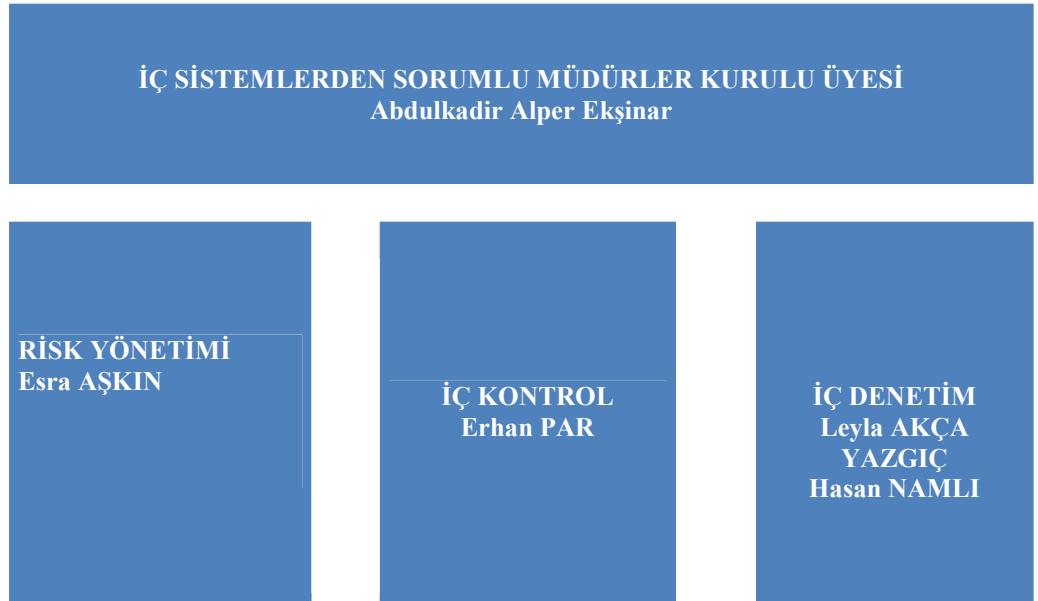 İÇ SİSTEMLERDEN SORUMLU MÜDÜRLER KURULU ÜYESİ
Abdulkadir Alper Ekşinar
RİSK YÖNETİMİ
Esra AŞKIN
İÇ KONTROL
Erhan PAR
İÇ DENETİM
Leyla AKÇA
YAZGIÇ
Hasan NAMLI